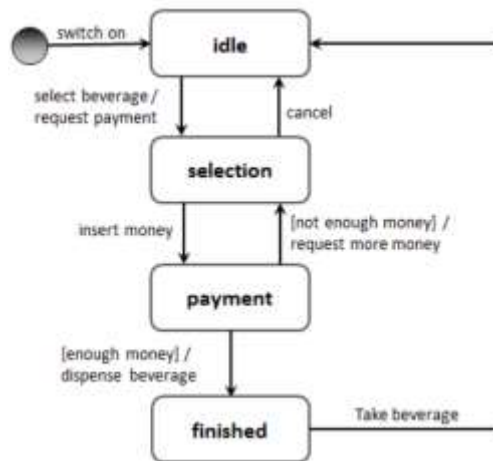 switch on
idle
select beverage /
request payment
cancel
selection
insert money
[not enough money] /
request more money
payment
[enough money] /
dispense beverage
finished
Take beverage